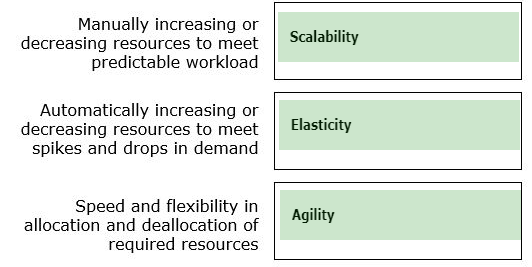 Manually increasing or
decreasing resources to meet
predictable workload
Scalability
Automatically increasing or
decreasing resources to meet
spikes and drops in demand
Elasticity
Speed and flexibility in
allocation and deallocation of
required resources
Agility